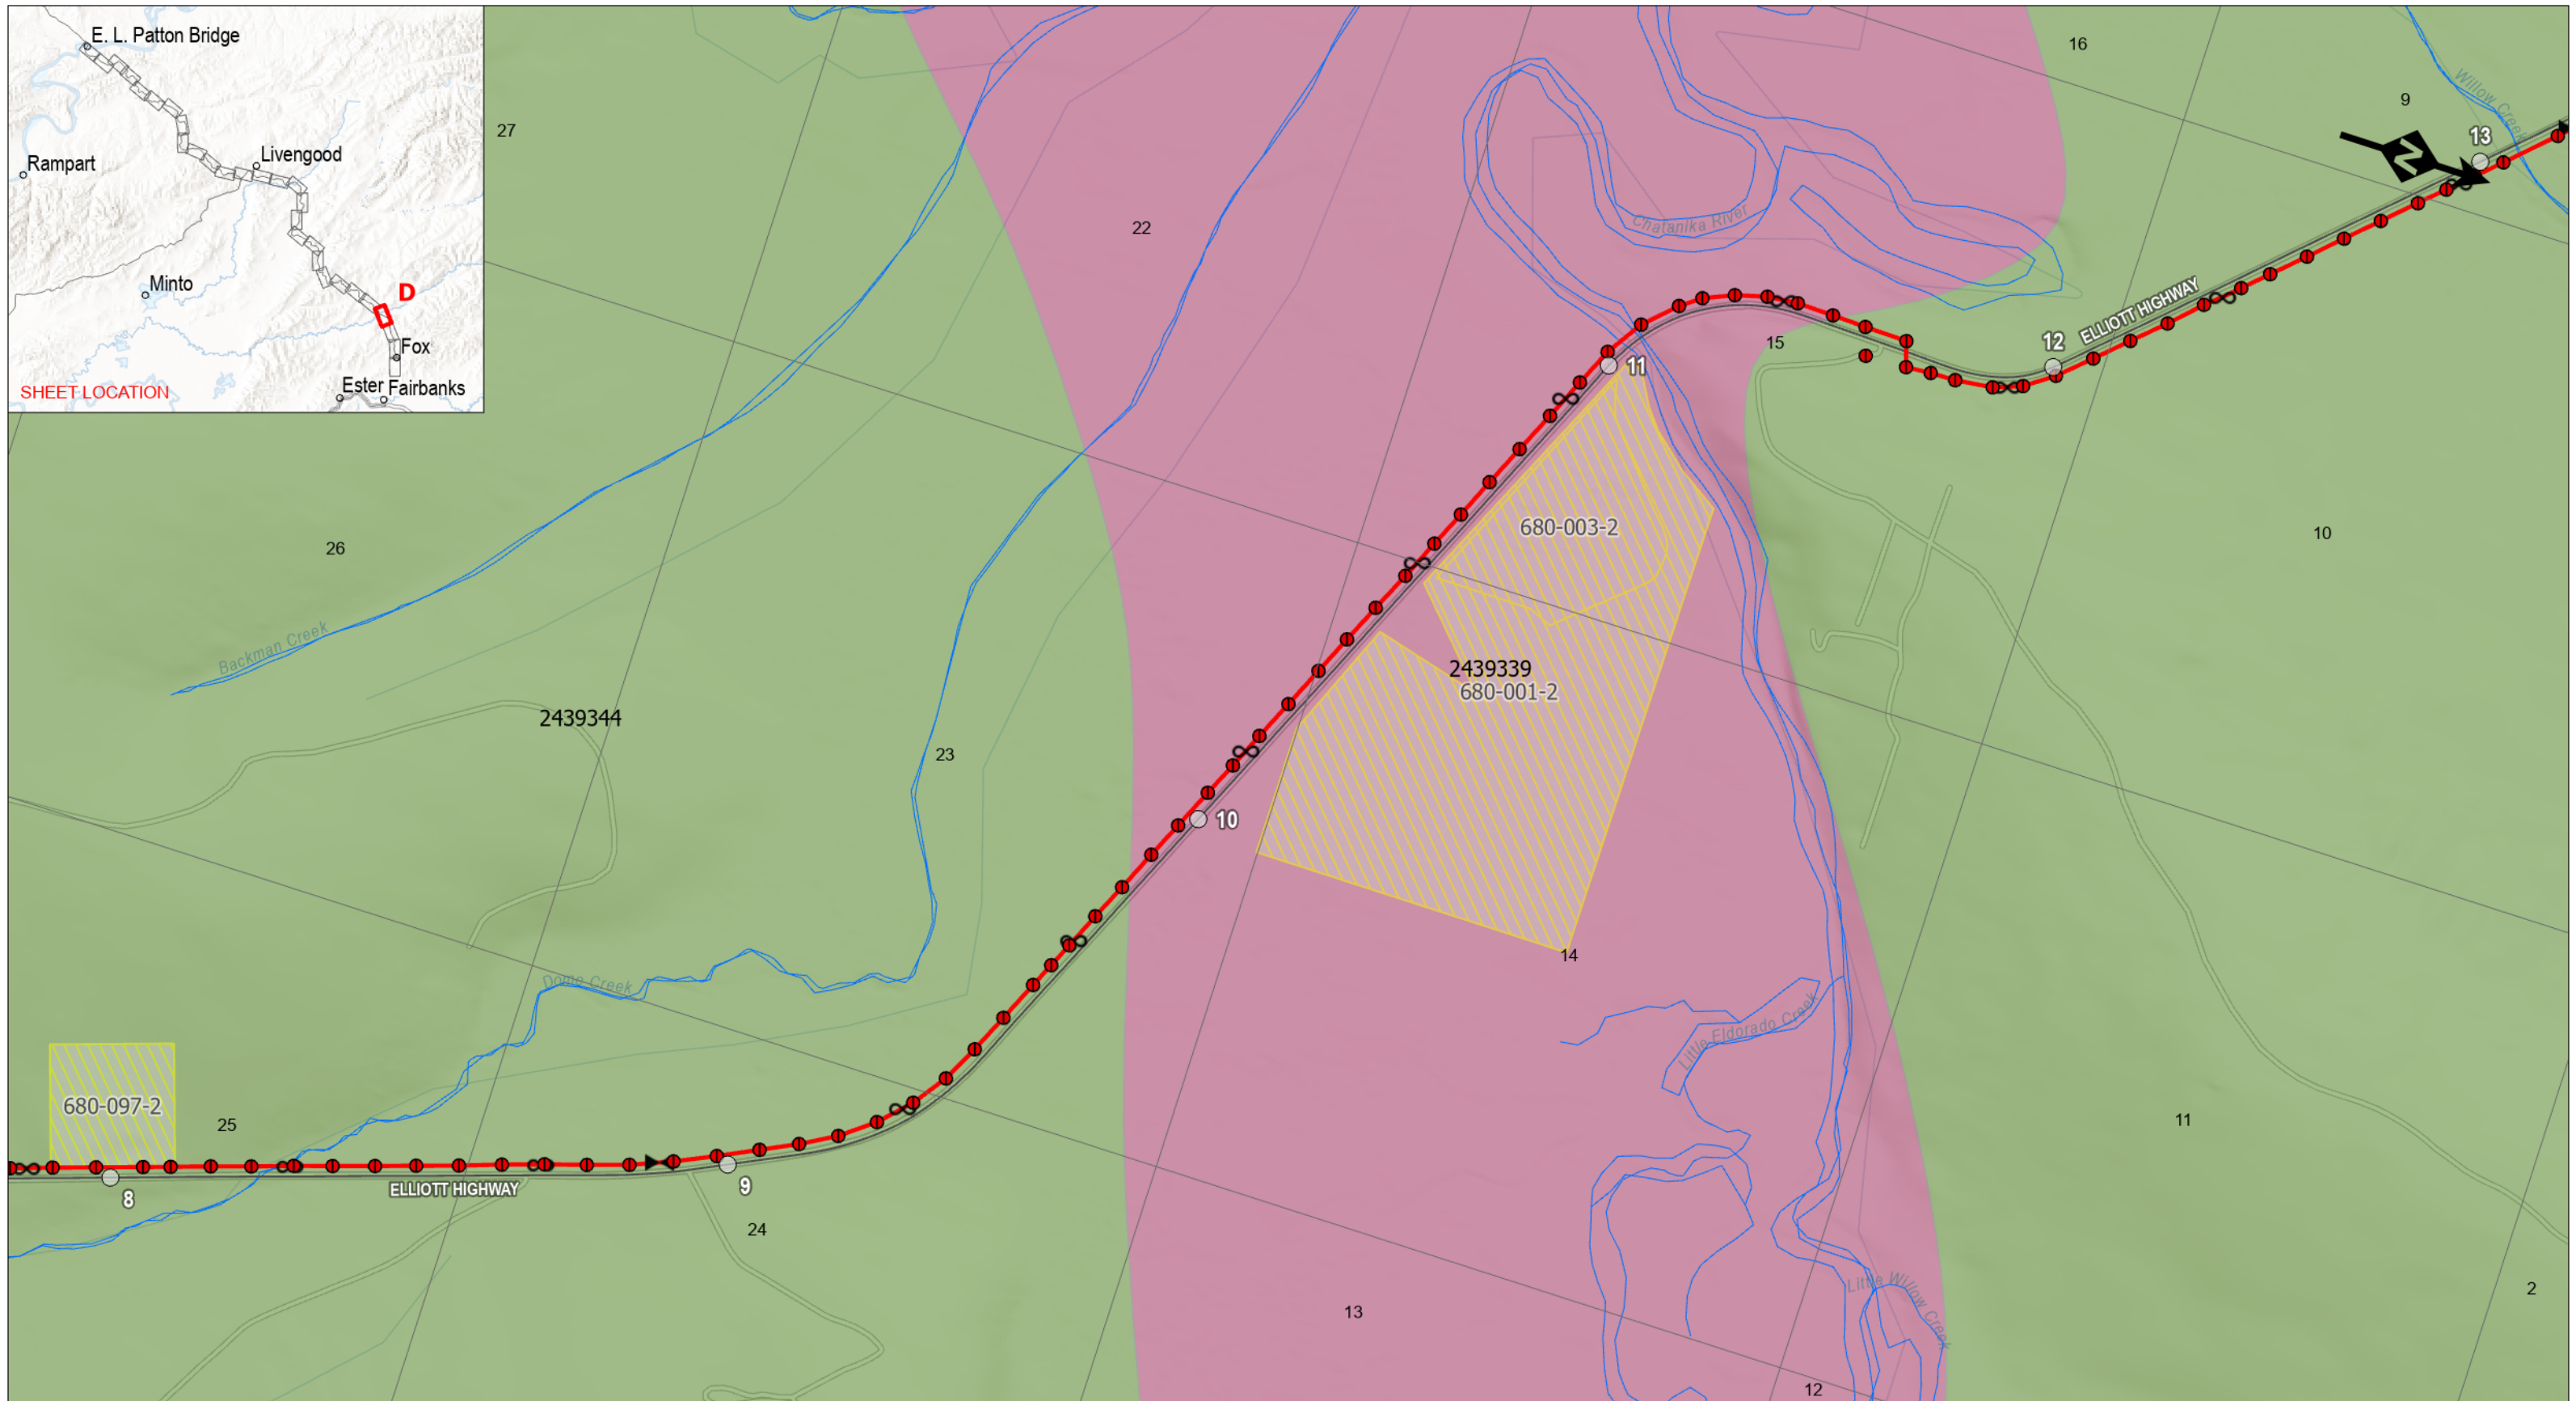 E. L. Patton Bridge
Livengood
Rampart
Minto
D
Fox
Ester Fairbanks
SHEET LOCATION
16
Willow Creek
9
13
N
27
22
Chatanika River
ELLIOTT HIGHWAY
12
15
11
680-003-2
10
26
Backman Creek
2439339
680-001-2
2439344
23
10
14
Dome Creek
Little Eldorado Creek
680-097-2
25
11
ELLIOTT HIGHWAY
8
9
24
Little Willow Creek
2
13
12